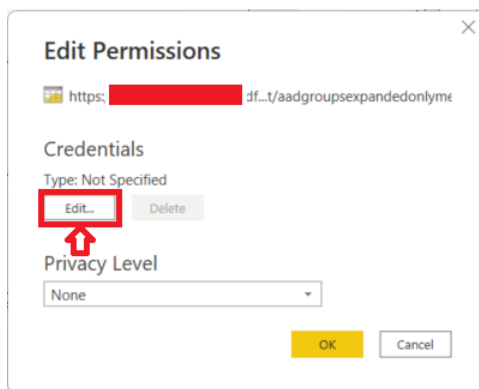 Edit Permissions
https: df...t/aadgroupsexpandedonlyme
Credentials
Type: Not Specified
Edit... Delete
Privacy Level
None
OK Cancel